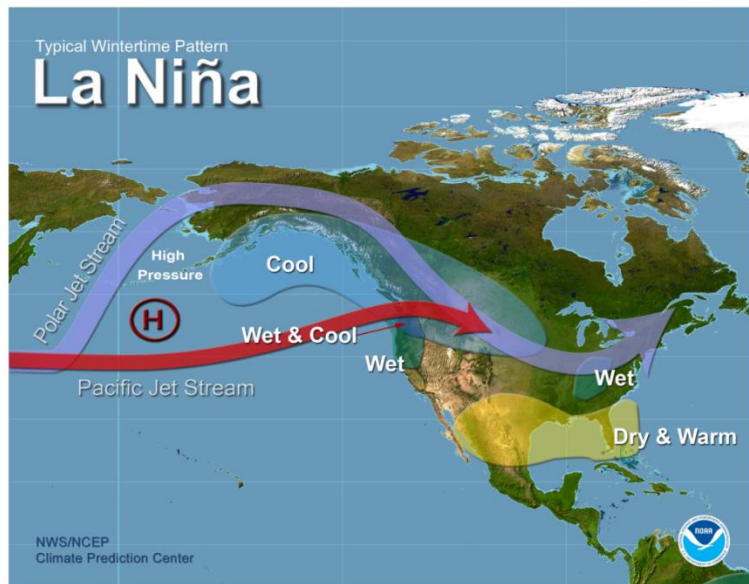 Typical Wintertime Pattern
La Niña
Polar Jet Stream
High
Pressure
H
Cool
Wet & Cool
Wet
Pacific Jet Stream
Wet
Dry & Warm
NWS/NCEP
Climate Prediction Center
NOAA